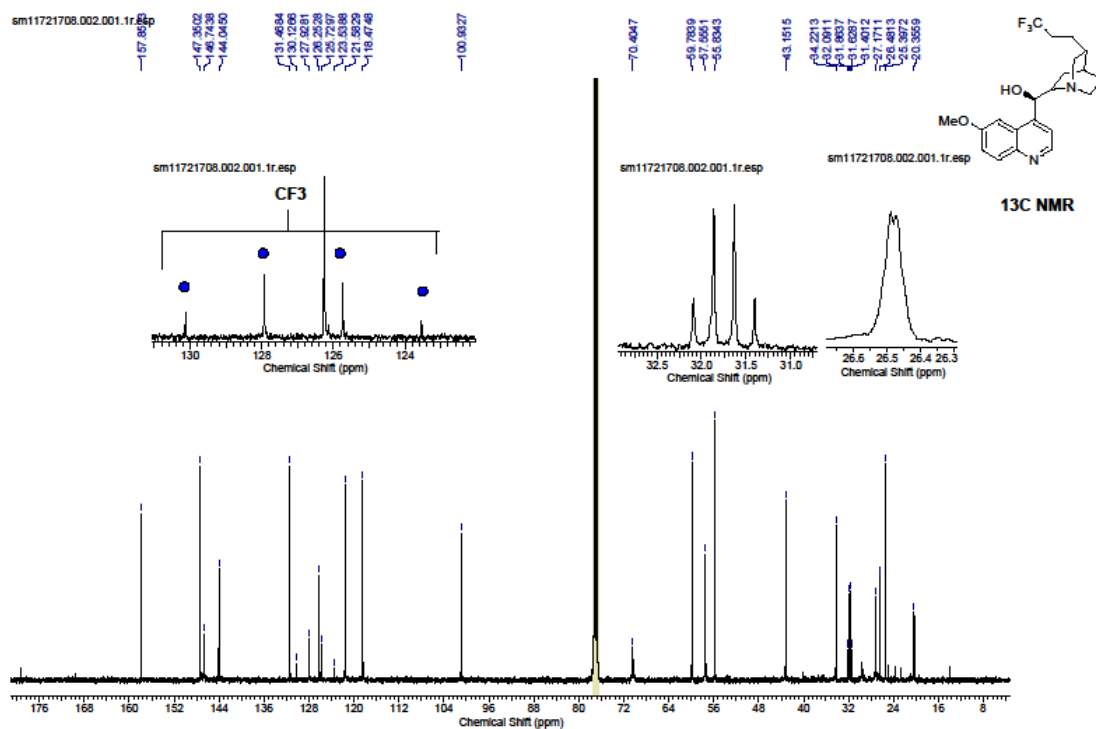 sm11721708.002.001.1r.esp
157.8523
147.3502
146.7438
144.0450
131.4684
130.1266
127.9281
126.2528
125.7297
123.5388
121.5829
118.4748
100.9327
70.4047
59.7839
57.5551
55.8343
43.1515
34.2213
32.0911
31.8637
31.6287
31.4012
27.1711
26.4813
25.3972
20.3559
F3C
HO
N
MeO
N
13C NMR
sm11721708.002.001.1r.esp
CF3
130 128 126 124
Chemical Shift (ppm)
sm11721708.002.001.1r.esp
32.5 32.0 31.5 31.0
Chemical Shift (ppm)
sm11721708.002.001.1r.esp
26.6 26.5 26.4 26.3
Chemical Shift (ppm)
176 168 160 152 144 136 128 120 112 104 96 88 80 72 64 56 48 40 32 24 16 8
Chemical Shift (ppm)